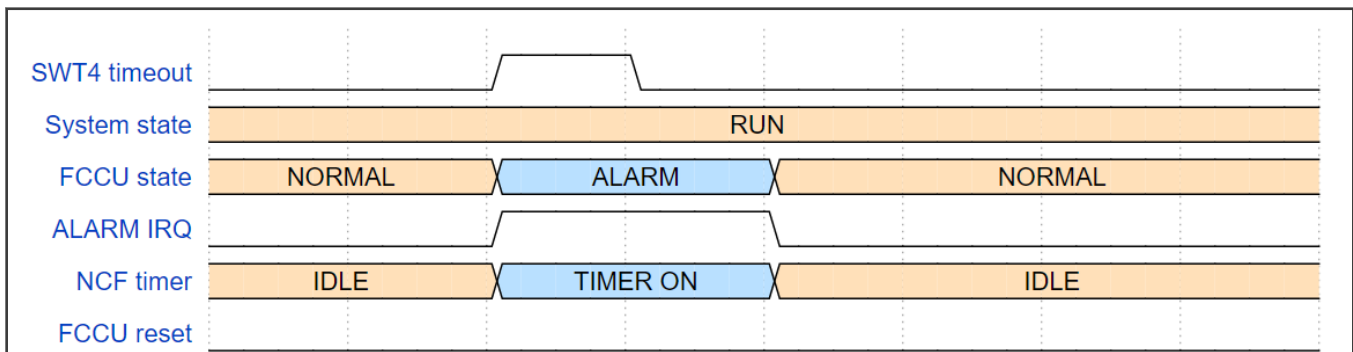 SWT4 timeout
System state RUN
FCCU state NORMAL ALARM NORMAL
ALARM IRQ
NCF timer IDLE TIMER ON IDLE
FCCU reset